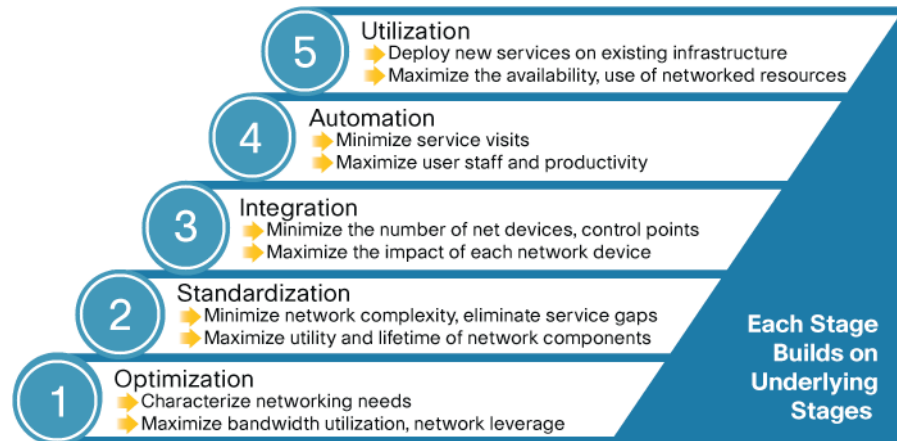 5
Utilization
Deploy new services on existing infrastructure
Maximize the availability, use of networked resources
4
Automation
Minimize service visits
Maximize user staff and productivity
3
Integration
Minimize the number of net devices, control points
Maximize the impact of each network device
2
Standardization
Minimize network complexity, eliminate service gaps
Maximize utility and lifetime of network components
1
Optimization
Characterize networking needs
Maximize bandwidth utilization, network leverage
Each Stage
Builds on
Underlying
Stages